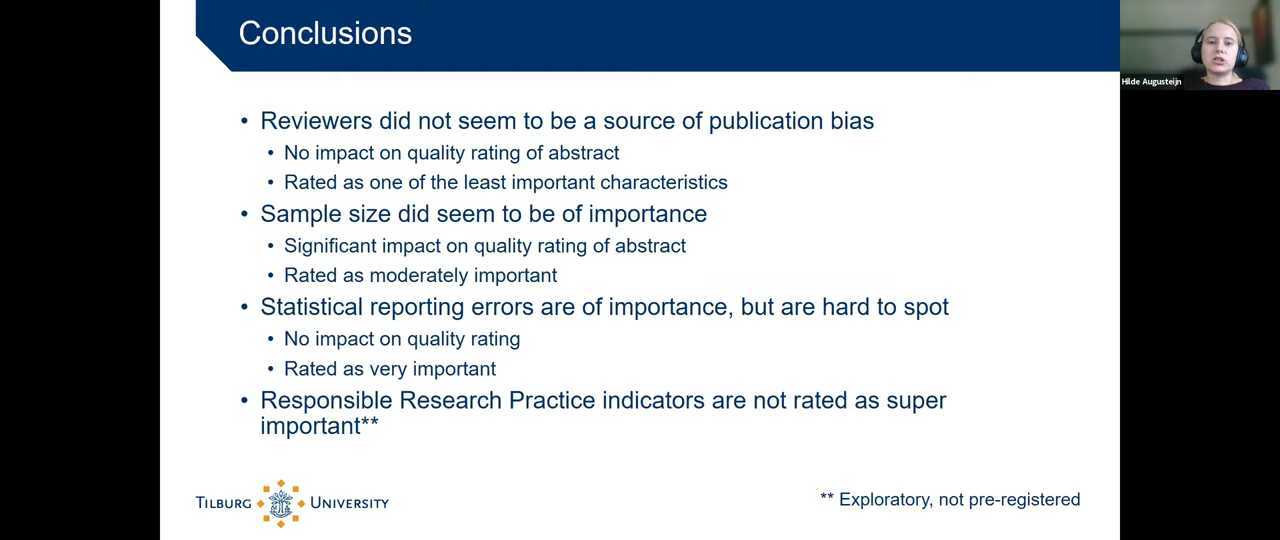 Conclusions
Hilde Augusteijn
• Reviewers did not seem to be a source of publication bias
• No impact on quality rating of abstract
• Rated as one of the least important characteristics
• Sample size did seem to be of importance
• Significant impact on quality rating of abstract
• Rated as moderately important
• Statistical reporting errors are of importance, but are hard to spot
• No impact on quality rating
• Rated as very important
• Responsible Research Practice indicators are not rated as super
important**
TILBURG UNIVERSITY
** Exploratory, not pre-registered